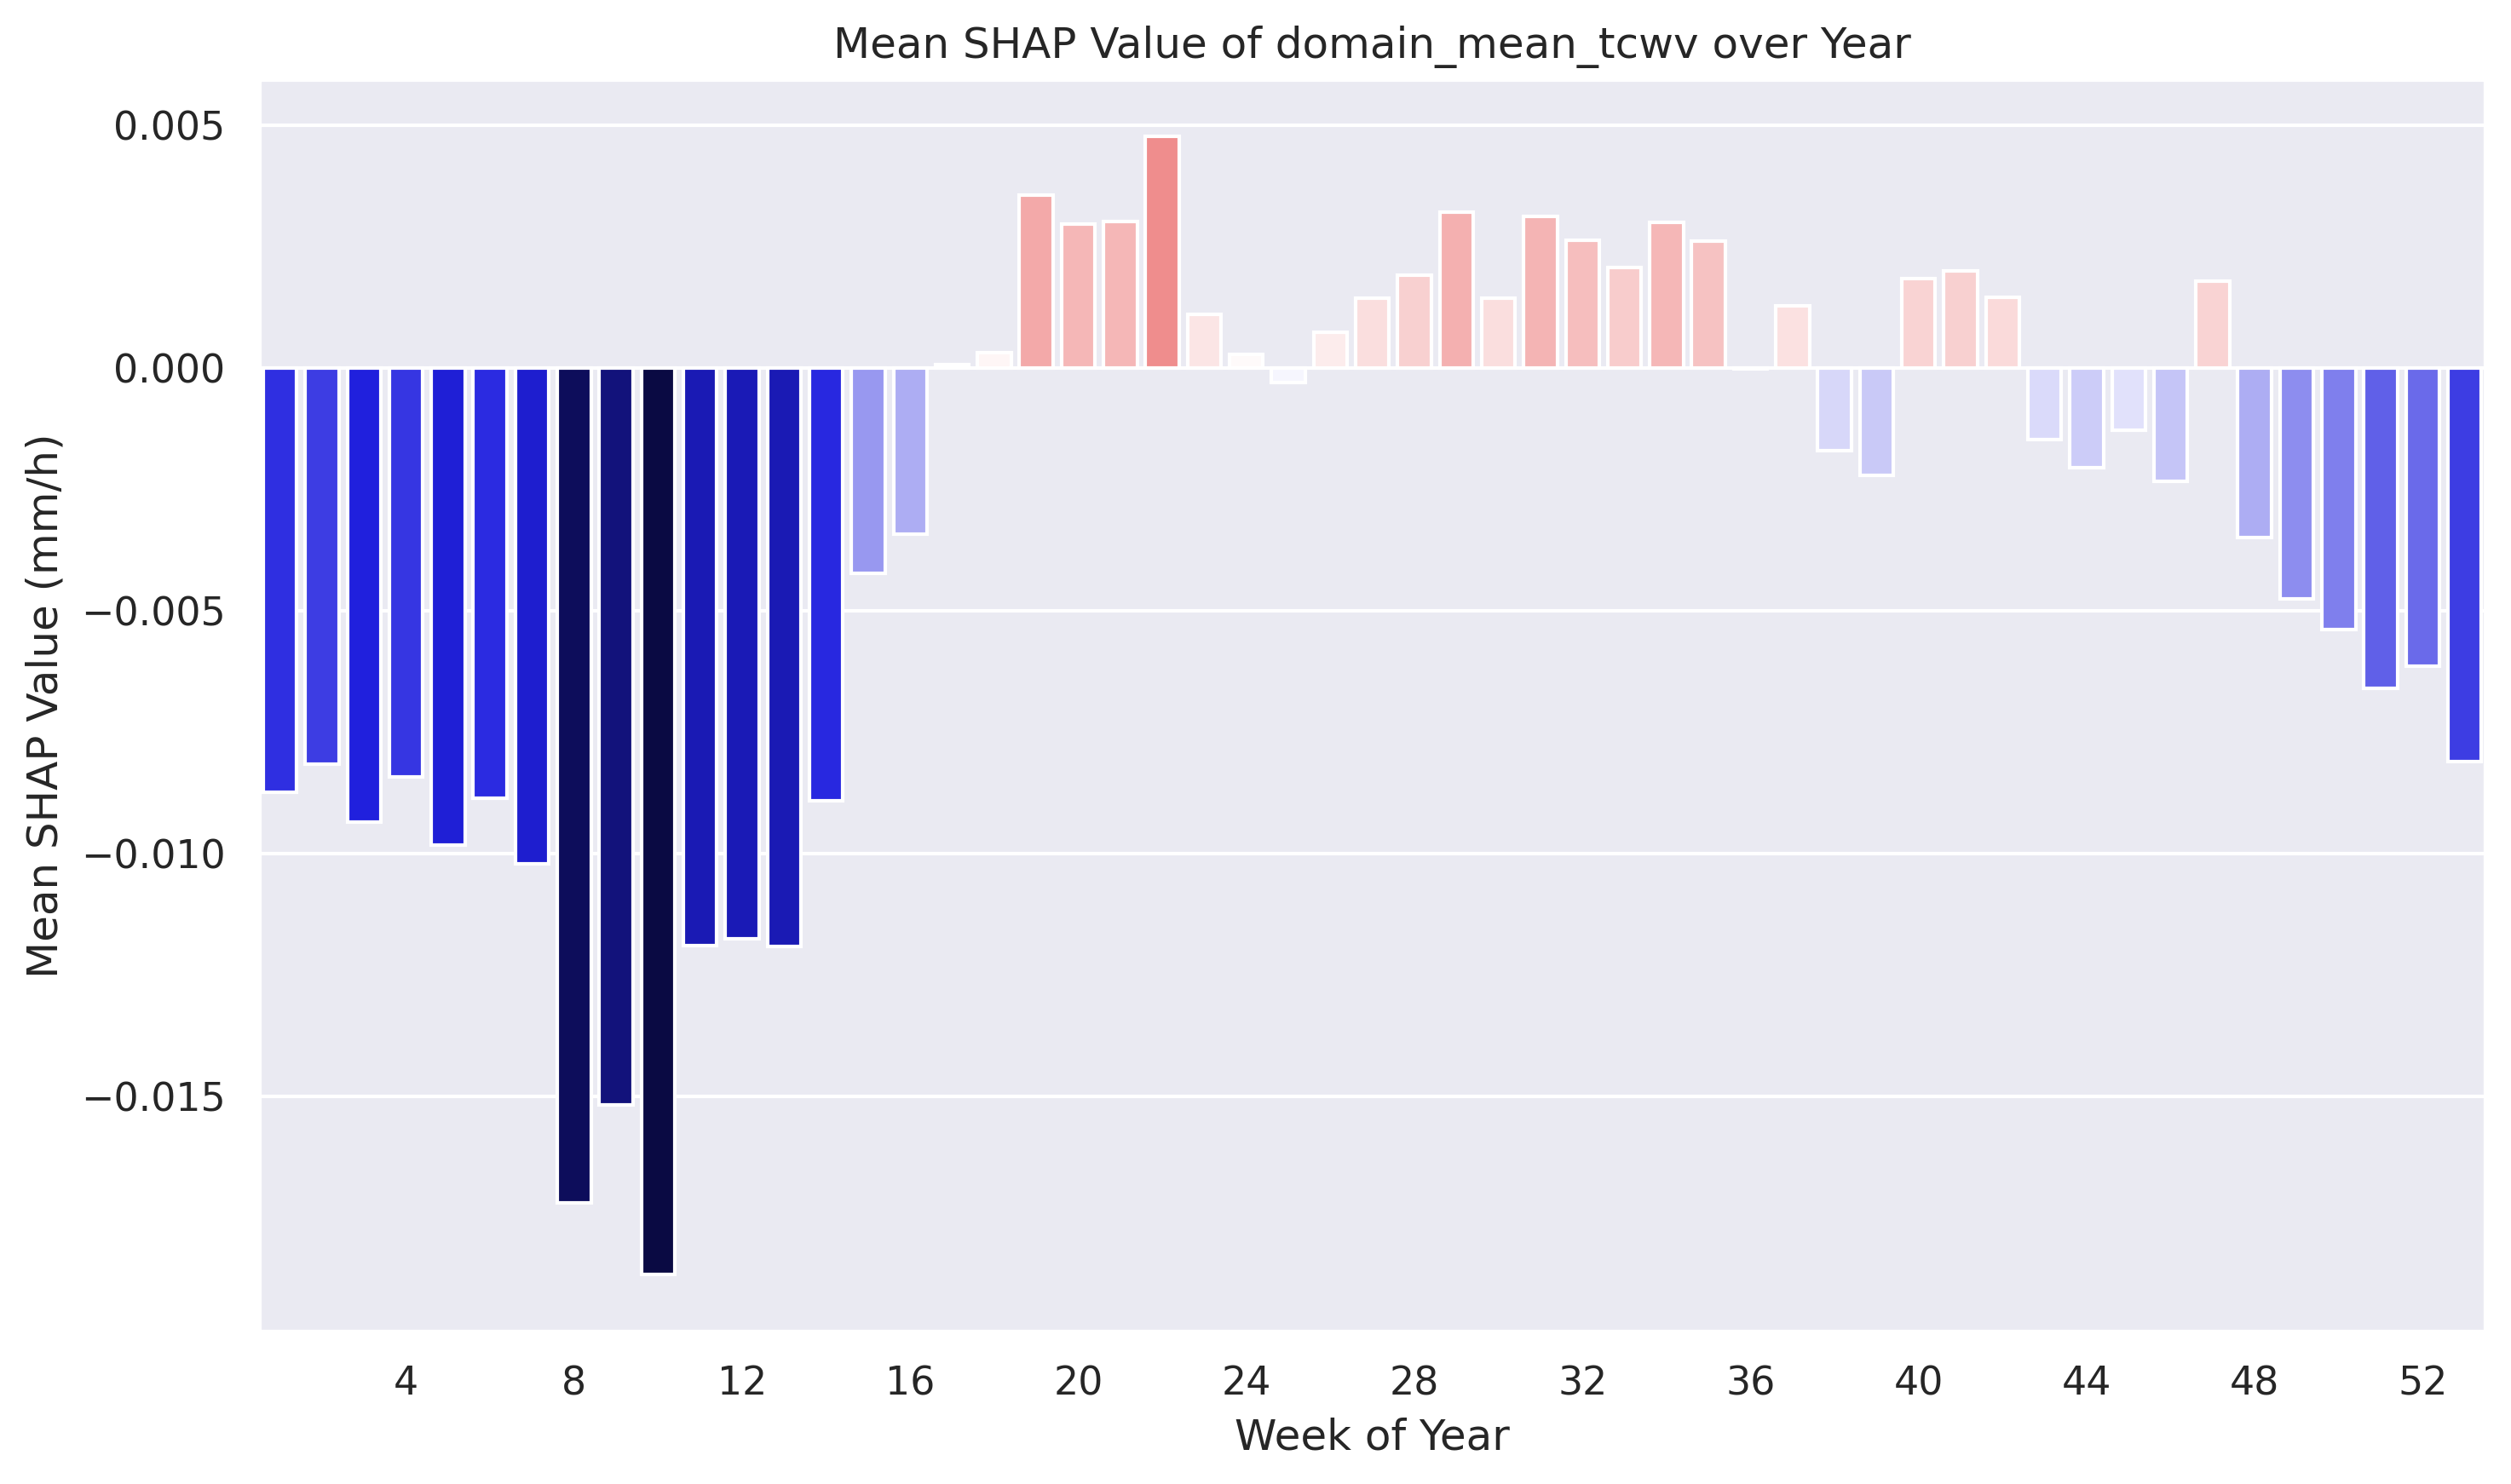 Mean SHAP Value of domain_mean_tcwv over Year
0.005
0.000
−0.005
−0.010
−0.015
Mean SHAP Value (mm/h)
4 8 12 16 20 24 28 32 36 40 44 48 52
Week of Year